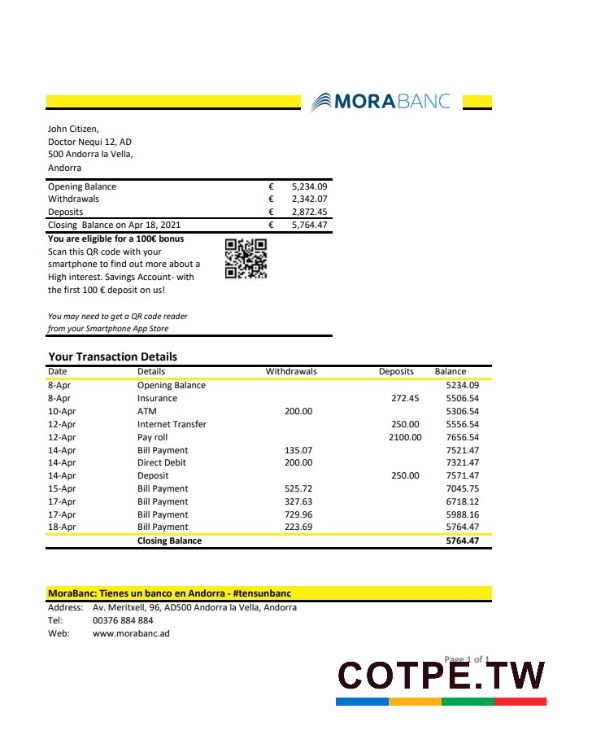 MORABANC
John Citizen,
Doctor Nequi 12, AD
500 Andorra la Vella,
Andorra
Opening Balance € 5,234.09
Withdrawals € 2,342.07
Deposits € 2,872.45
Closing Balance on Apr 18, 2021 € 5,764.47
You are eligible for a 100€ bonus
Scan this QR code with your
smartphone to find out more about a
High interest. Savings Account- with
the first 100 € deposit on us!
You may need to get a QR code reader
from your Smartphone App Store
Your Transaction Details
Date Details Withdrawals Deposits Balance
8-Apr Opening Balance 5234.09
8-Apr Insurance 272.45 5506.54
10-Apr ATM 200.00 5306.54
12-Apr Internet Transfer 250.00 5556.54
12-Apr Pay roll 2100.00 7656.54
14-Apr Bill Payment 135.07 7521.47
14-Apr Direct Debit 200.00 7321.47
14-Apr Deposit 250.00 7571.47
15-Apr Bill Payment 525.72 7045.75
17-Apr Bill Payment 327.63 6718.12
17-Apr Bill Payment 729.96 5988.16
18-Apr Bill Payment 223.69 5764.47
Closing Balance 5764.47
MoraBanc: Tienes un banco en Andorra - #tensunbanc
Address: Av. Meritxell, 96, AD500 Andorra la Vella, Andorra
Tel: 00376 884 884
Web: www.morabanc.ad
Page 1 of 1
COTPE.TW